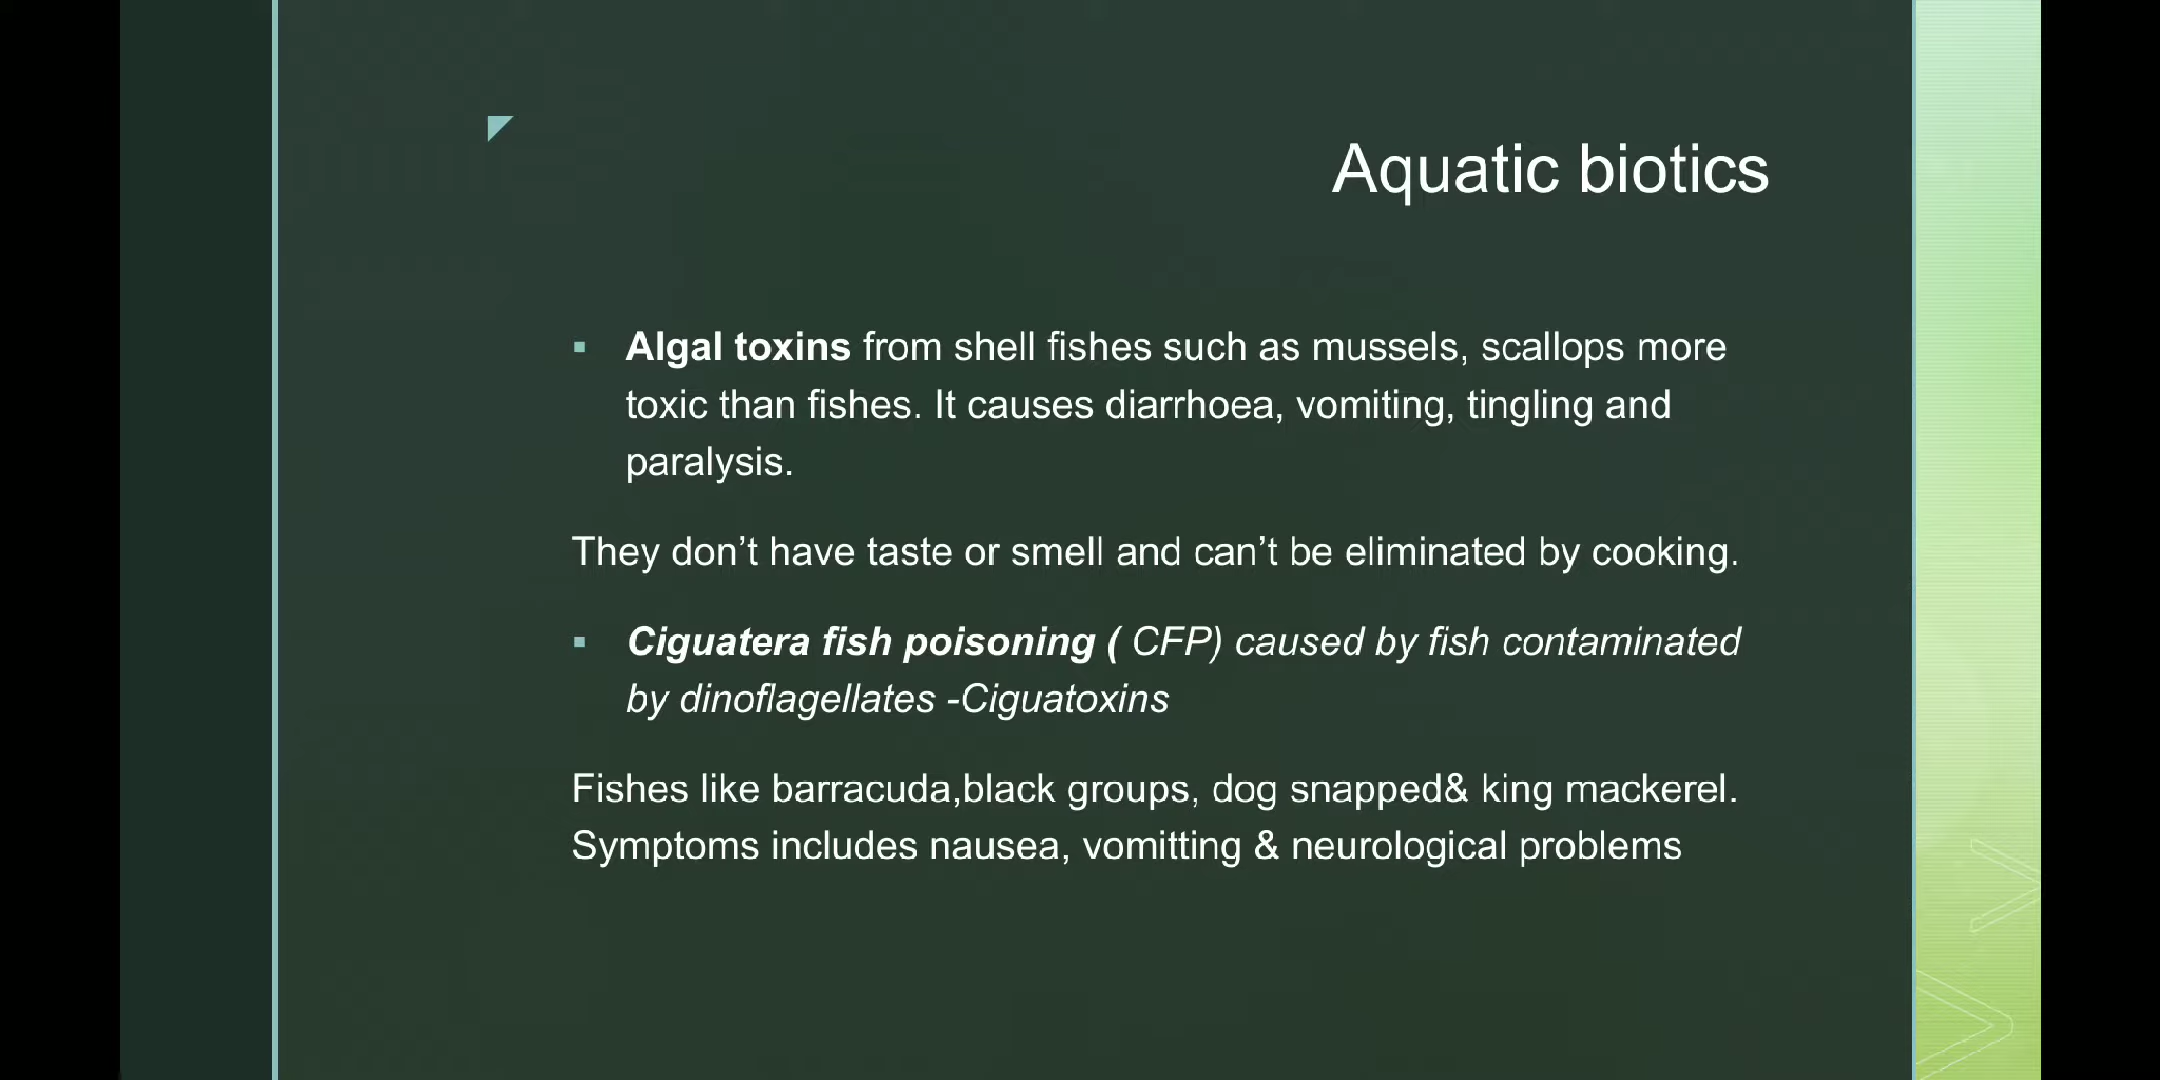 Aquatic biotics
▪ Algal toxins from shell fishes such as mussels, scallops more
toxic than fishes. It causes diarrhoea, vomiting, tingling and
paralysis.
They don’t have taste or smell and can’t be eliminated by cooking.
▪ Ciguatera fish poisoning ( CFP) caused by fish contaminated
by dinoflagellates -Ciguatoxins
Fishes like barracuda,black groups, dog snapped& king mackerel.
Symptoms includes nausea, vomitting & neurological problems